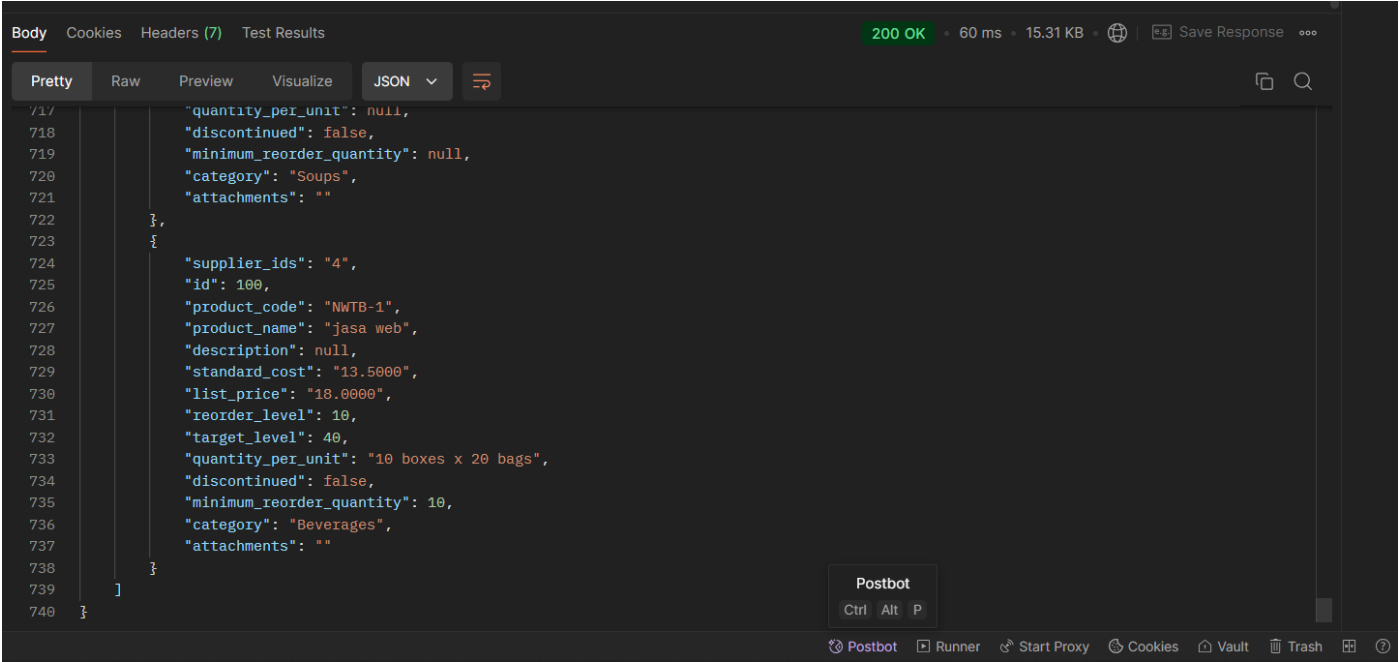 Body Cookies Headers (7) Test Results 200 OK 60 ms 15.31 KB e.g. Save Response
Pretty Raw Preview Visualize JSON
717 "quantity_per_unit": null,
718 "discontinued": false,
719 "minimum_reorder_quantity": null,
720 "category": "Soups",
721 "attachments": ""
722 },
723 {
724 "supplier_ids": "4",
725 "id": 100,
726 "product_code": "NWTB-1",
727 "product_name": "jasa web",
728 "description": null,
729 "standard_cost": "13.5000",
730 "list_price": "18.0000",
731 "reorder_level": 10,
732 "target_level": 40,
733 "quantity_per_unit": "10 boxes x 20 bags",
734 "discontinued": false,
735 "minimum_reorder_quantity": 10,
736 "category": "Beverages",
737 "attachments": ""
738 }
739 ]
740 }
Postbot
Ctrl Alt P
Postbot Runner Start Proxy Cookies Vault Trash